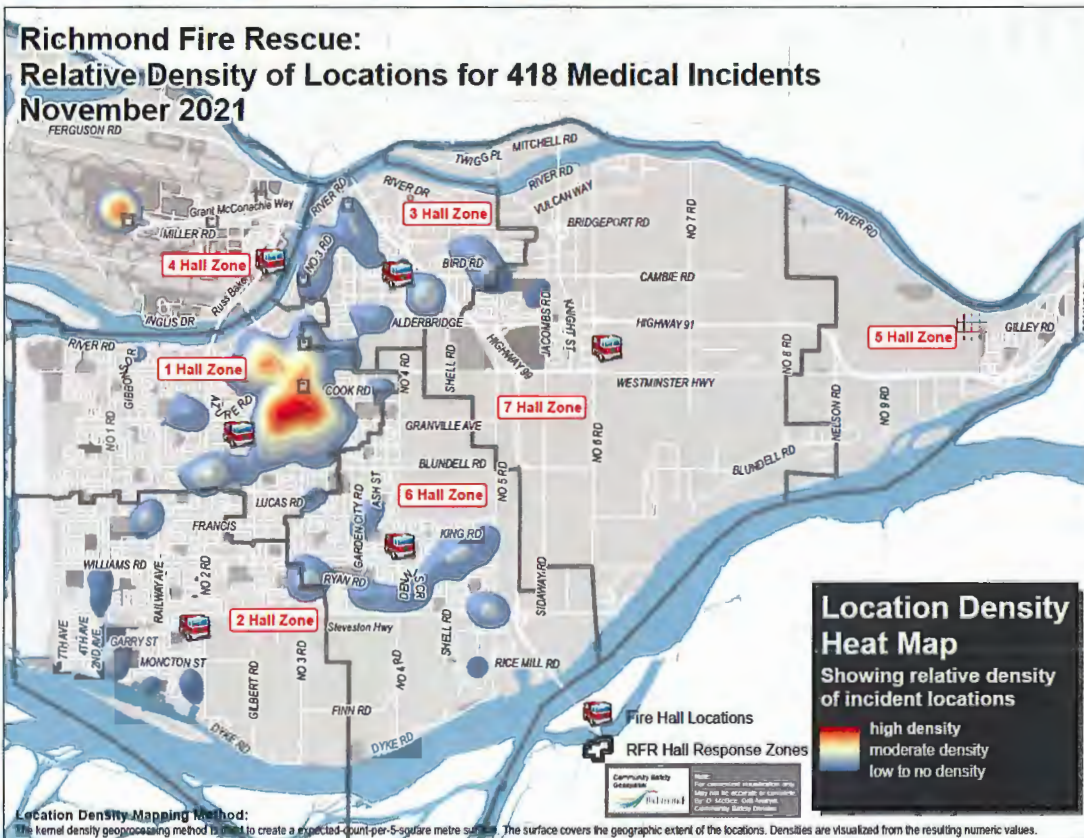 Richmond Fire Rescue:
Relative Density of Locations for 418 Medical Incidents
November 2021
FERGUSON RD
TWIGG PL
MITCHELL RD
RIVER RD
RIVER DR
RIVER RD
VULCAN WAY
3 Hall Zone
Grant McConachie Way
MILLER RD
BRIDGEPORT RD
NO 7 RD
RIVER RD
4 Hall Zone
NO 3 RD
BIRD RD
CAMBIE RD
Russ Baker
INGLIS DR
ALDERBRIDGE
JACOBS RD
KNIGHT ST
HIGHWAY 91
5 Hall Zone
GILLEY RD
RIVER RD
GIBBONS DR
1 Hall Zone
HIGHWAY 99
NO 8 RD
COOK RD
NO 4 RD
SHELL RD
WESTMINSTER HWY
AZURE RD
7 Hall Zone
NO 1 RD
GRANVILLE AVE
NO 6 RD
NELSON RD
NO 9 RD
BLUNDELL RD
BLUNDELL RD
LUCAS RD
GARDEN CITY RD
ASH ST
6 Hall Zone
NO 5 RD
FRANCIS
KING RD
WILLIAMS RD
RAILWAY AVE
NO 2 RD
RYAN RD
SIDAWAY RD
2 Hall Zone
Steveston Hwy
7TH AVE
4TH AVE
2ND AVE
GARRY ST
MONCTON ST
GILBERT RD
NO 3 RD
NO 4 RD
SHELL RD
RICE MILL RD
FINN RD
DYKE RD
DYKE RD
Location Density
Heat Map
Showing relative density
of incident locations
high density
moderate density
low to no density
Fire Hall Locations
RFR Hall Response Zones
Community Safety
Richmond
Note:
Community Safety Division
Location Density Mapping Method:
The kernel density geoprocessing method is used to create a expected-count-per-5-square metre surface. The surface covers the geographic extent of the locations. Densities are visualized from the resulting numeric values.